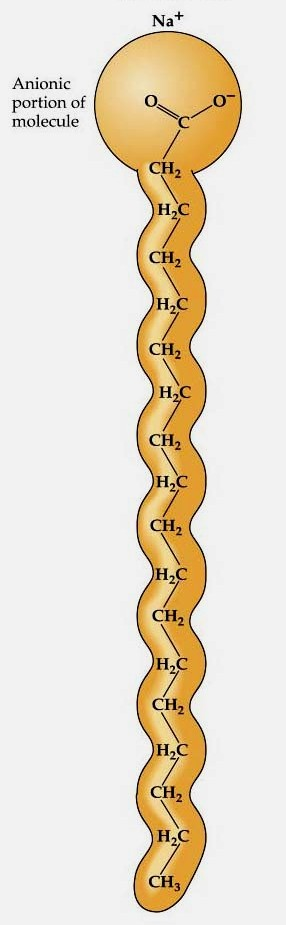 Na⁺
Anionic
portion of
molecule
O
O⁻
C
CH₂
H₂C
CH₂
H₂C
CH₂
H₂C
CH₂
H₂C
CH₂
H₂C
CH₂
H₂C
CH₂
H₂C
CH₂
H₂C
CH₃